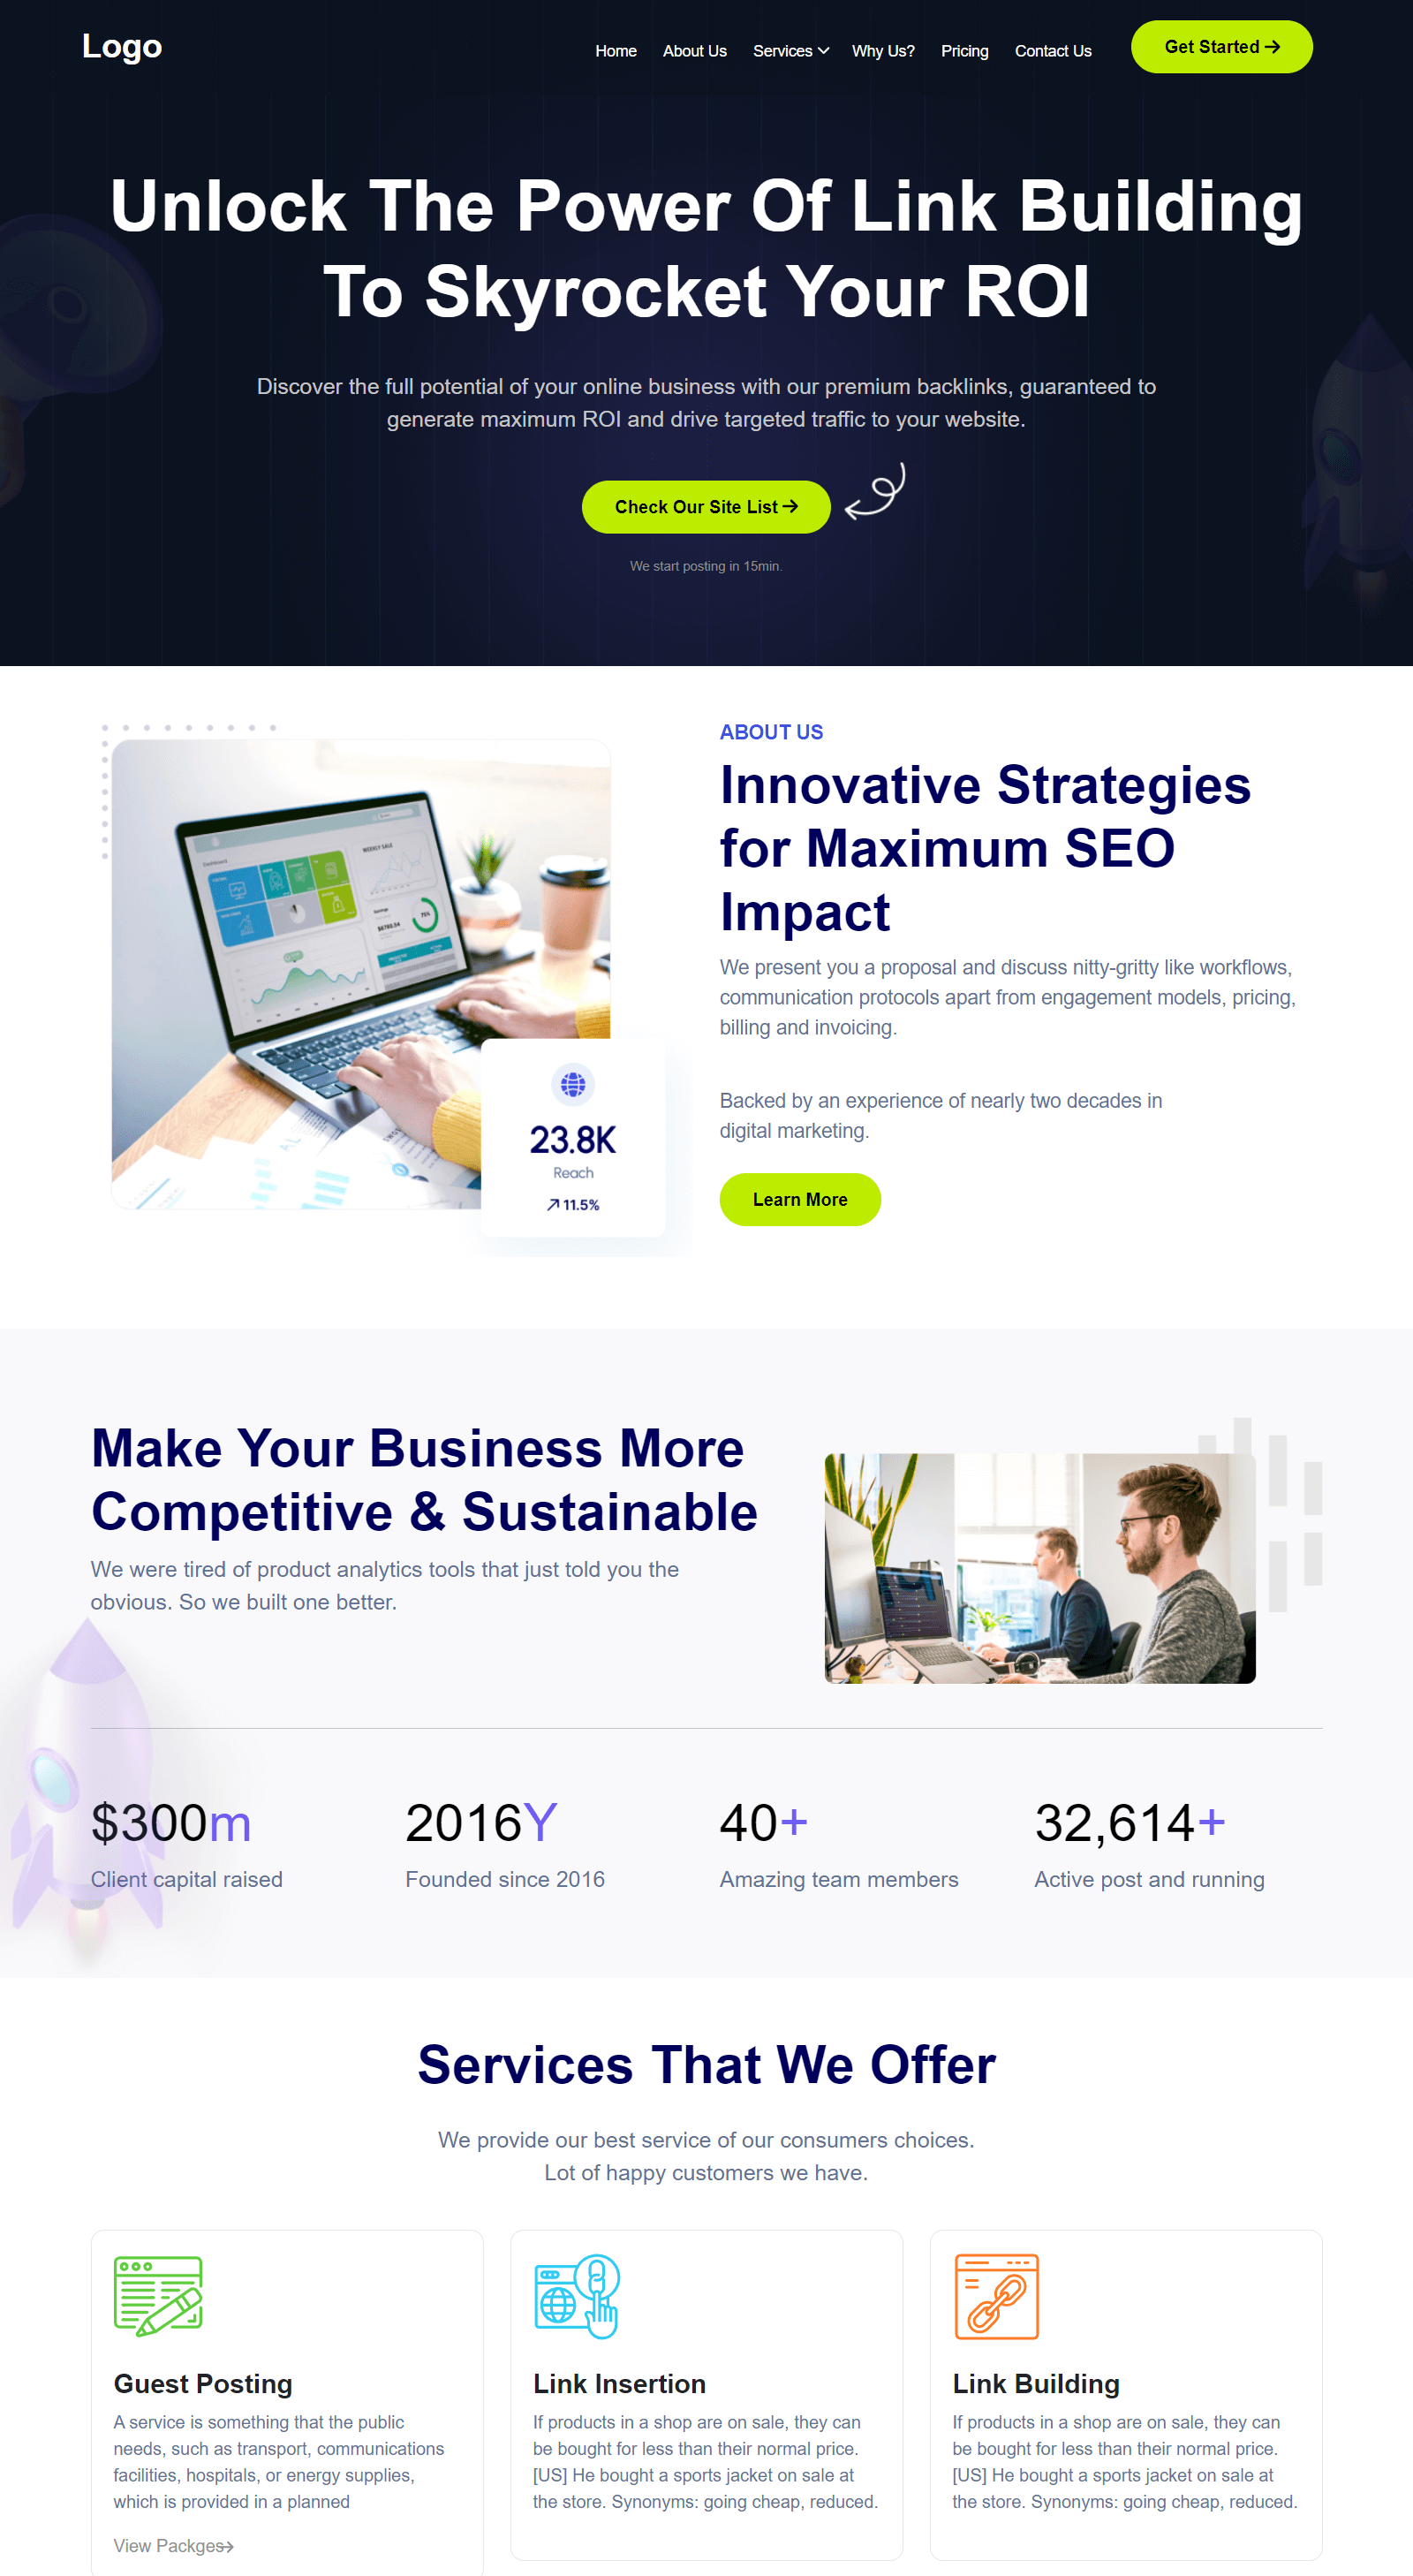 Logo
Home
About Us
Services
Why Us?
Pricing
Contact Us
Get Started
Unlock The Power Of Link Building
To Skyrocket Your ROI
Discover the full potential of your online business with our premium backlinks, guaranteed to
generate maximum ROI and drive targeted traffic to your website.
Check Our Site List
We start posting in 15min.
Dashboard
WEEKLY SALE
75%
ABOUT US
Innovative Strategies
for Maximum SEO
Impact
We present you a proposal and discuss nitty-gritty like workflows,
communication protocols apart from engagement models, pricing,
billing and invoicing.
Backed by an experience of nearly two decades in
digital marketing.
Learn More
23.8K
Reach
11.5%
Make Your Business More
Competitive & Sustainable
We were tired of product analytics tools that just told you the
obvious. So we built one better.
$300m
Client capital raised
2016Y
Founded since 2016
40+
Amazing team members
32,614+
Active post and running
Services That We Offer
We provide our best service of our consumers choices.
Lot of happy customers we have.
Guest Posting
A service is something that the public
needs, such as transport, communications
facilities, hospitals, or energy supplies,
which is provided in a planned
View Packges
Link Insertion
If products in a shop are on sale, they can
be bought for less than their normal price.
[US] He bought a sports jacket on sale at
the store. Synonyms: going cheap, reduced.
Link Building
If products in a shop are on sale, they can
be bought for less than their normal price.
[US] He bought a sports jacket on sale at
the store. Synonyms: going cheap, reduced.